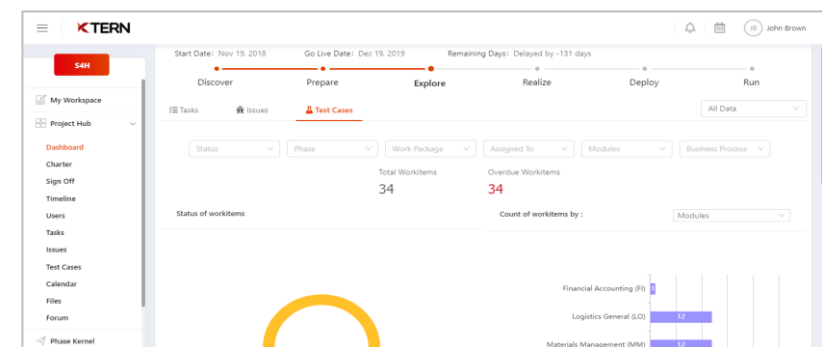 KTERN
JB
John Brown
S4H
Start Date: Nov 19, 2018 Go Live Date: Dec 19, 2019 Remaining Days: Delayed by -131 days
Discover Prepare Explore Realize Deploy Run
My Workspace
Project Hub
Dashboard
Charter
Sign Off
Timeline
Users
Tasks
Issues
Test Cases
Calendar
Files
Forum
Phase Kernel
Tasks Issues Test Cases All Data
Status Phase Work Package Assigned To Modules Business Process
Total Workitems Overdue Workitems
34 34
Status of workitems Count of workitems by : Modules
Financial Accounting (FI) 1
Logistics General (LO) 12
Materials Management (MM) 12